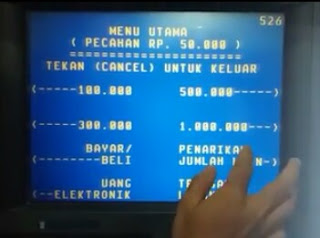 526
MENU UTAMA
( PECAHAN RP. 50.000 )
=======================
TEKAN (CANCEL) UNTUK KELUAR
<------100.000 500.000----->
<------300.000 1.000.000---->
BAYAR/ PENARIKAN
<--------BELI JUMLAH
UANG
<--ELEKTRONIK